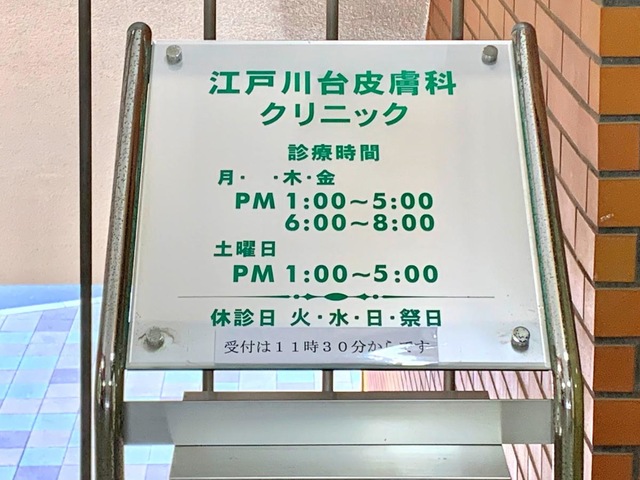 江戸川台皮膚科
クリニック
診療時間
月・ ・木・金
PM 1:00〜5:00
6:00〜8:00
土曜日
PM 1:00〜5:00
休診日 火・水・日・祭日
受付は11時30分からです